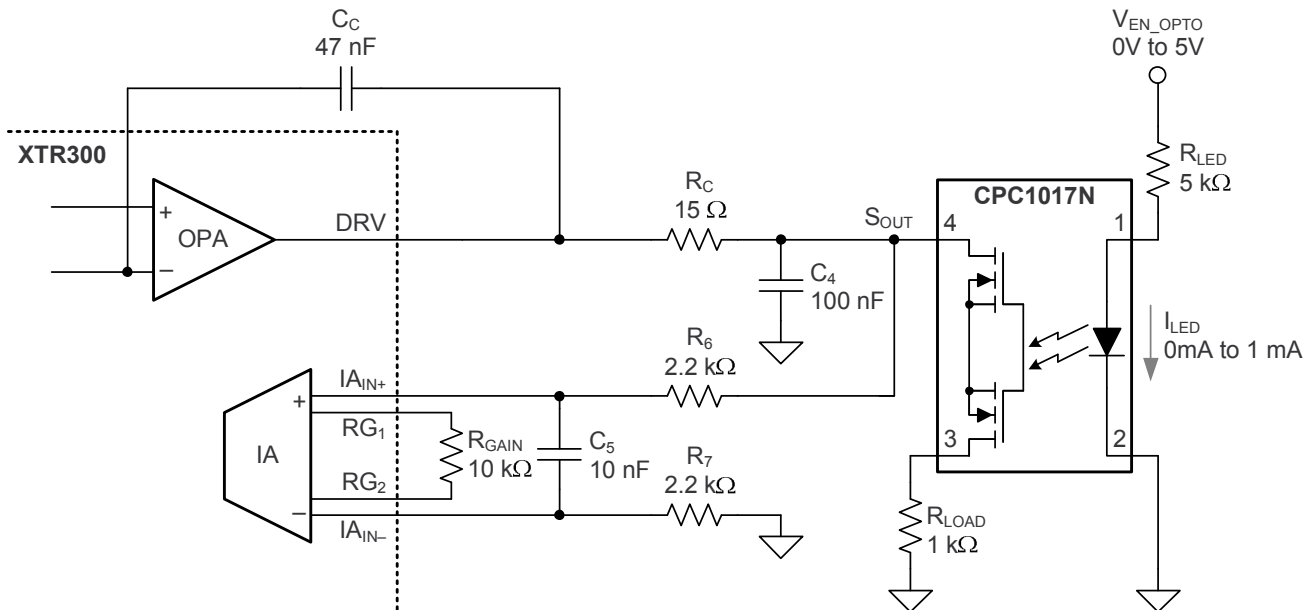 C_C
47 nF
V_EN_OPTO
0V to 5V
XTR300
R_LED
5 kΩ
CPC1017N
R_C
15 Ω
+
OPA
−
DRV
S_OUT
4
1
C_4
100 nF
I_LED
0mA to 1 mA
R_6
2.2 kΩ
IA_IN+
+
RG_1
IA
R_GAIN
10 kΩ
C_5
10 nF
3
2
RG_2
R_7
2.2 kΩ
−
IA_IN–
R_LOAD
1 kΩ